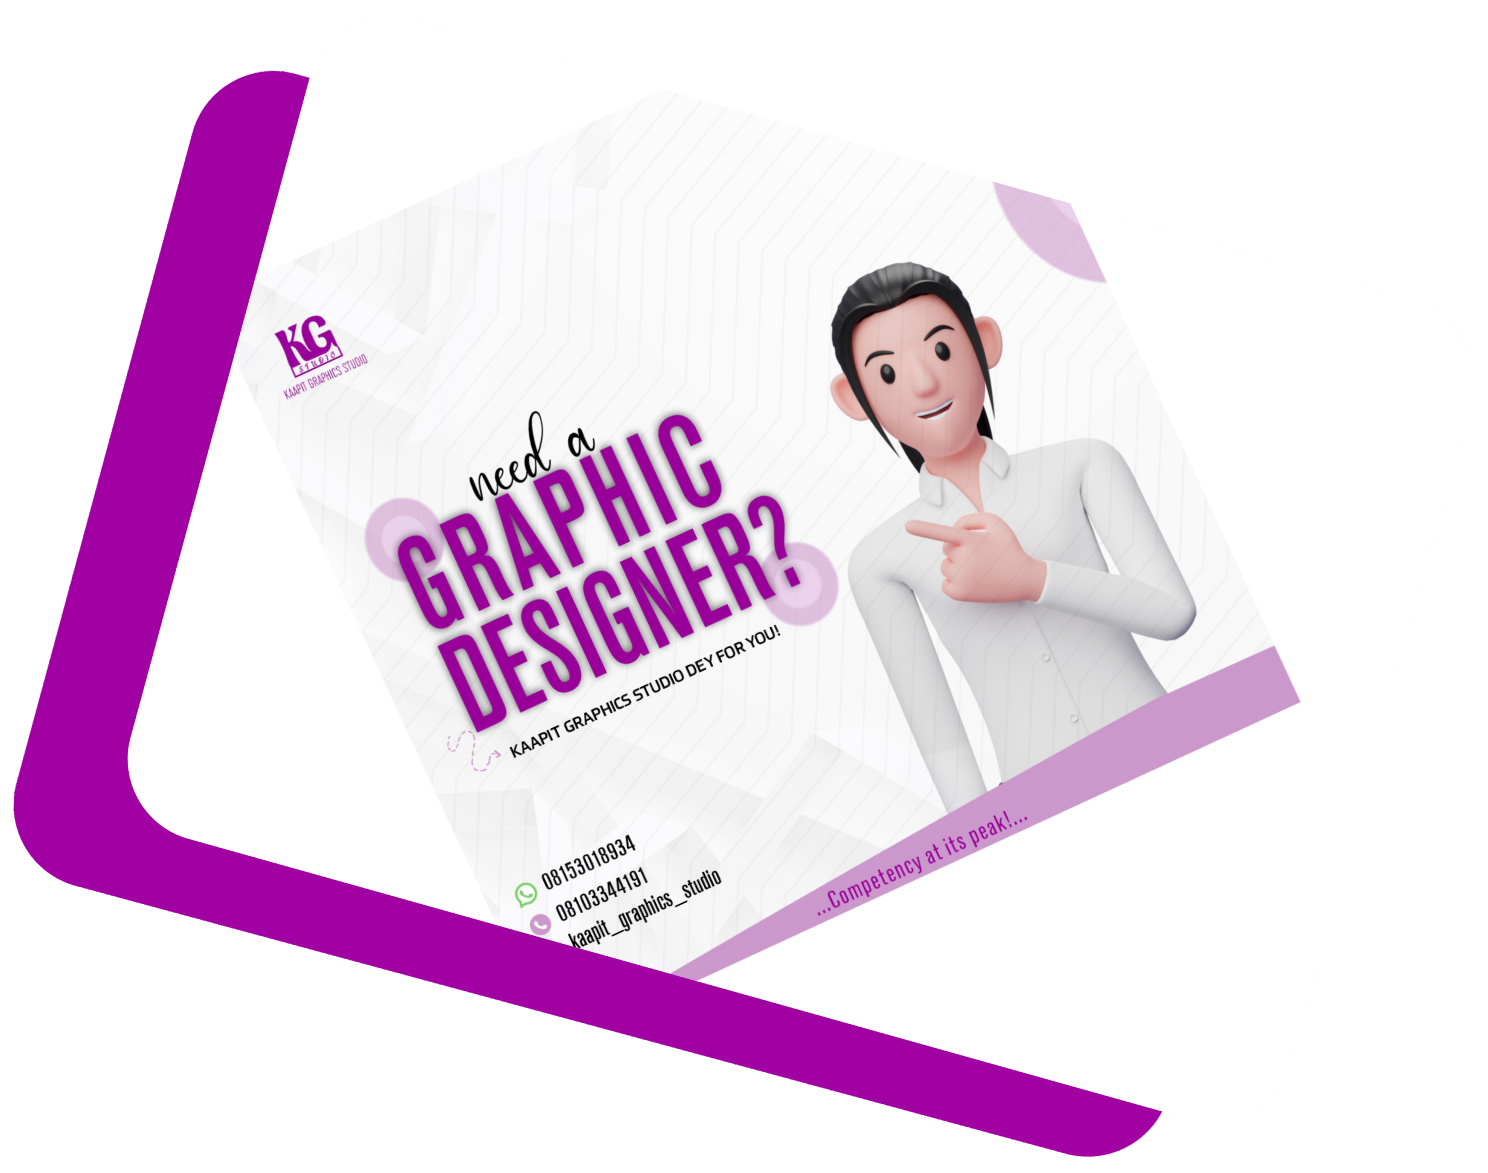 KG
STUDIO
KAAPIT GRAPHICS STUDIO
need a
GRAPHIC
DESIGNER?
KAAPIT GRAPHICS STUDIO DEY FOR YOU!
08153018934
08103344191
kaapit_graphics_studio
...Competency at its peak!...